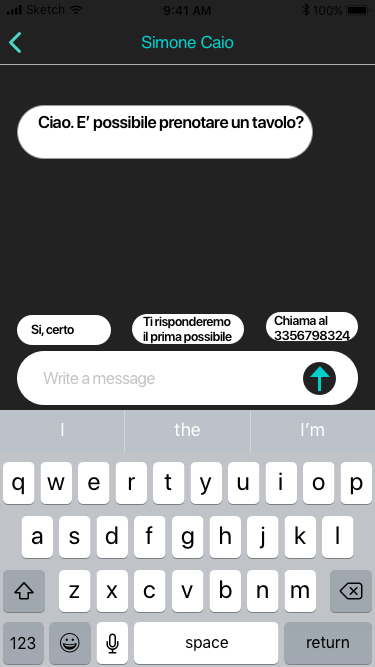 Sketch 9:41 AM 100%
Simone Caio
Ciao. E’ possibile prenotare un tavolo?
Si, certo
Ti risponderemo
il prima possibile
Chiama al
3356798324
Write a message
I the I’m
q w e r t y u i o p
a s d f g h j k l
z x c v b n m
123 space return